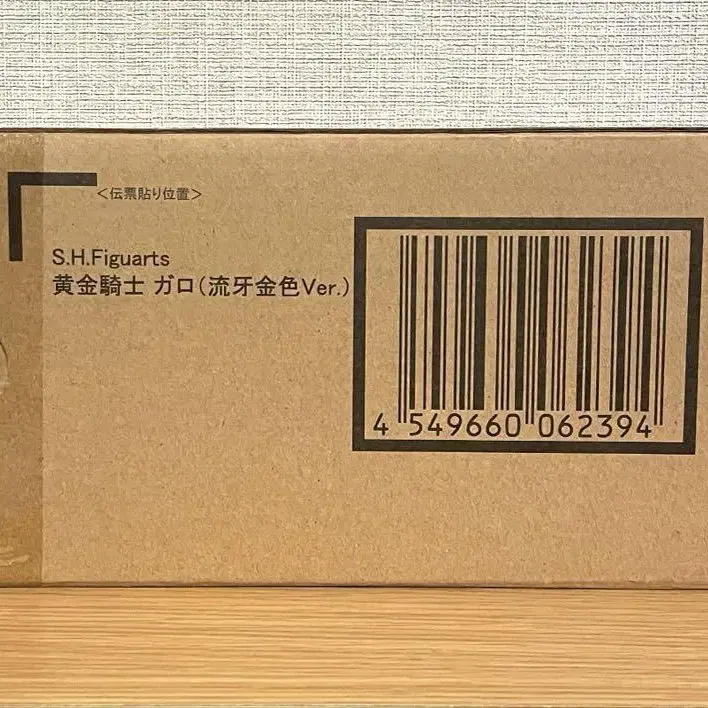 <伝票貼り位置>
S.H.Figuarts
黄金騎士 ガロ(流牙金色Ver.)
4 549660 062394